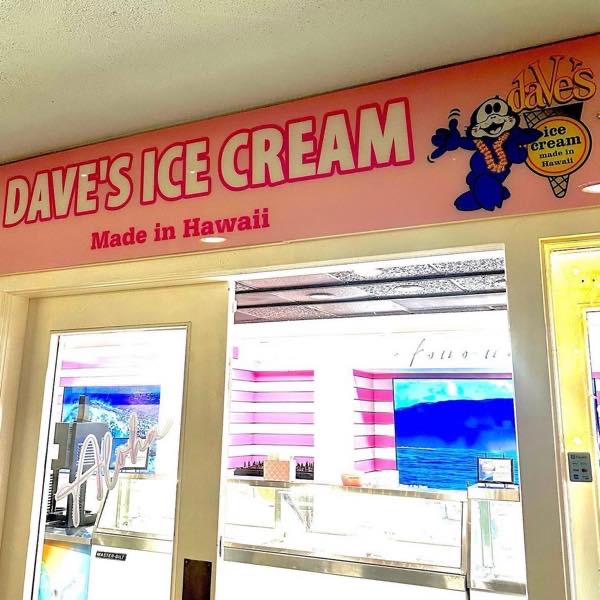 DAVE'S ICE CREAM
Made in Hawaii
daVe's
ice
cream
made in
Hawaii
Aloha
MASTER-BILT